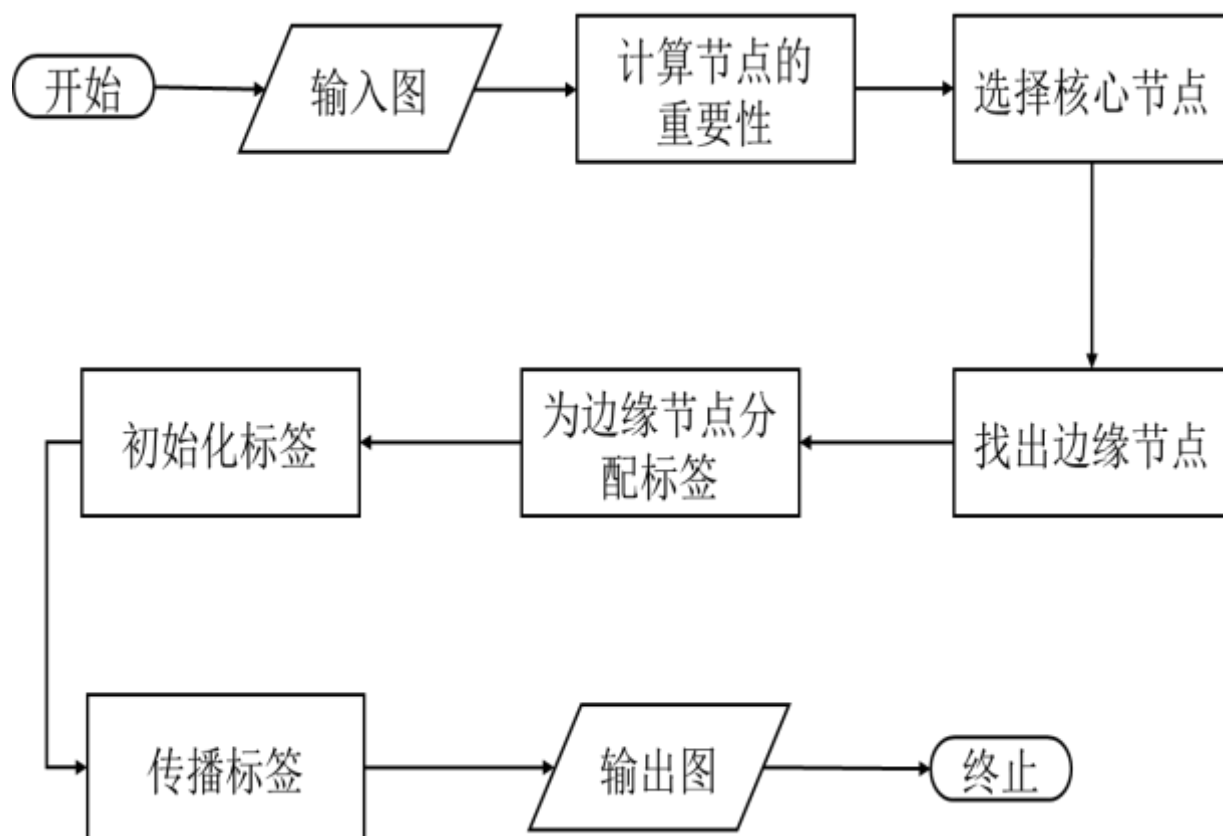 开始
输入图
计算节点的
重要性
选择核心节点
找出边缘节点
为边缘节点分
配标签
初始化标签
传播标签
输出图
终止